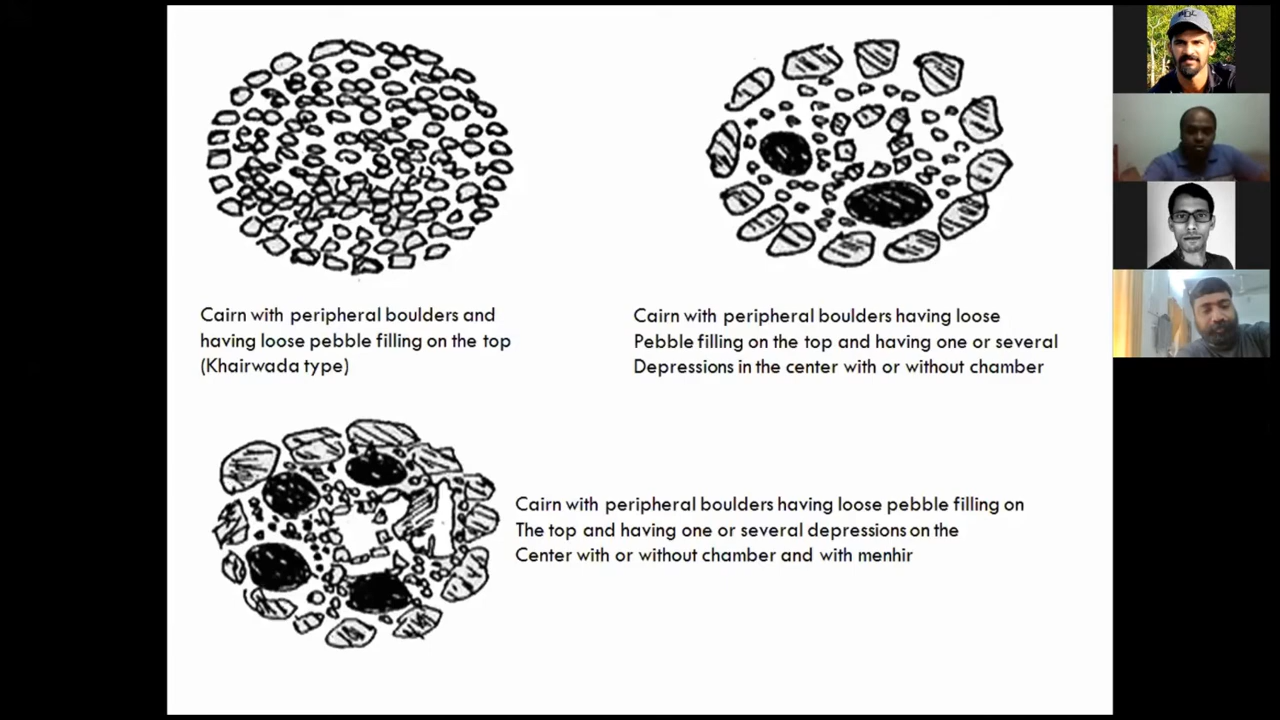 Cairn with peripheral boulders and
having loose pebble filling on the top
(Khairwada type)
Cairn with peripheral boulders having loose
Pebble filling on the top and having one or several
Depressions in the center with or without chamber
Cairn with peripheral boulders having loose pebble filling on
The top and having one or several depressions on the
Center with or without chamber and with menhir